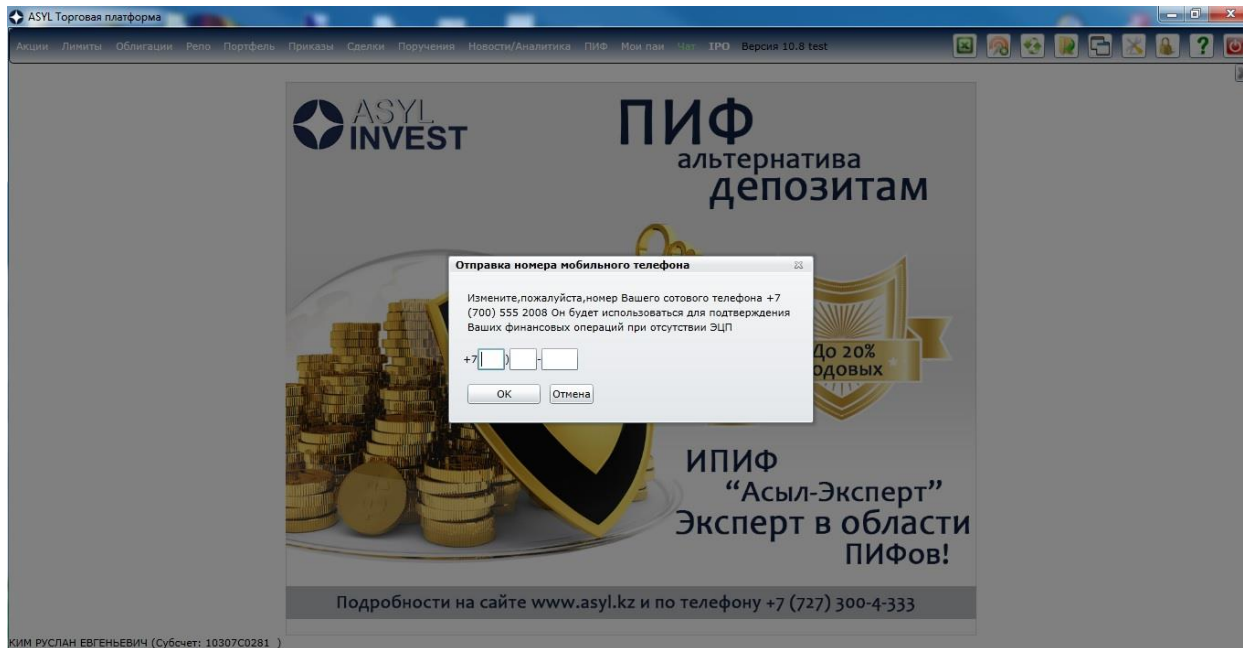 ASYL Торговая платформа
Акции Лимиты Облигации Репо Портфель Приказы Сделки Поручения Новости/Аналитика ПИФ Мои паи Чат IPO Версия 10.8 test
ASYL
INVEST
ПИФ
альтернатива
депозитам
Отправка номера мобильного телефона
Измените,пожалуйста,номер Вашего сотового телефона +7
(700) 555 2008 Он будет использоваться для подтверждения
Ваших финансовых операций при отсутствии ЭЦП
+7 ) -
OK Отмена
До 20%
одовых
ИПИФ
“Асыл-Эксперт”
Эксперт в области
ПИФов!
Подробности на сайте www.asyl.kz и по телефону +7 (727) 300-4-333
КИМ РУСЛАН ЕВГЕНЬЕВИЧ (Субсчет: 10307C0281 )